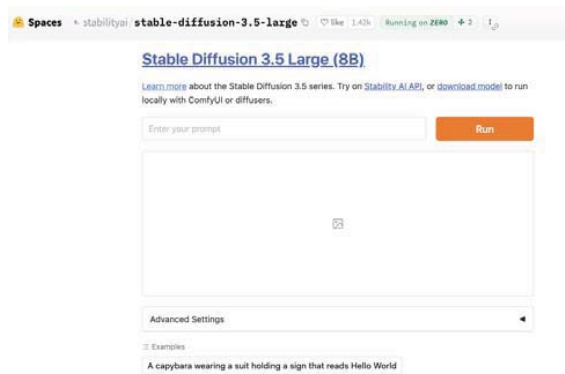 Spaces stabilityai/stable-diffusion-3.5-large like 1.42k Running on ZERO 2
Stable Diffusion 3.5 Large (8B)
Learn more about the Stable Diffusion 3.5 series. Try on Stability AI API, or download model to run
locally with ComfyUI or diffusers.
Enter your prompt Run
Advanced Settings
Examples
A capybara wearing a suit holding a sign that reads Hello World